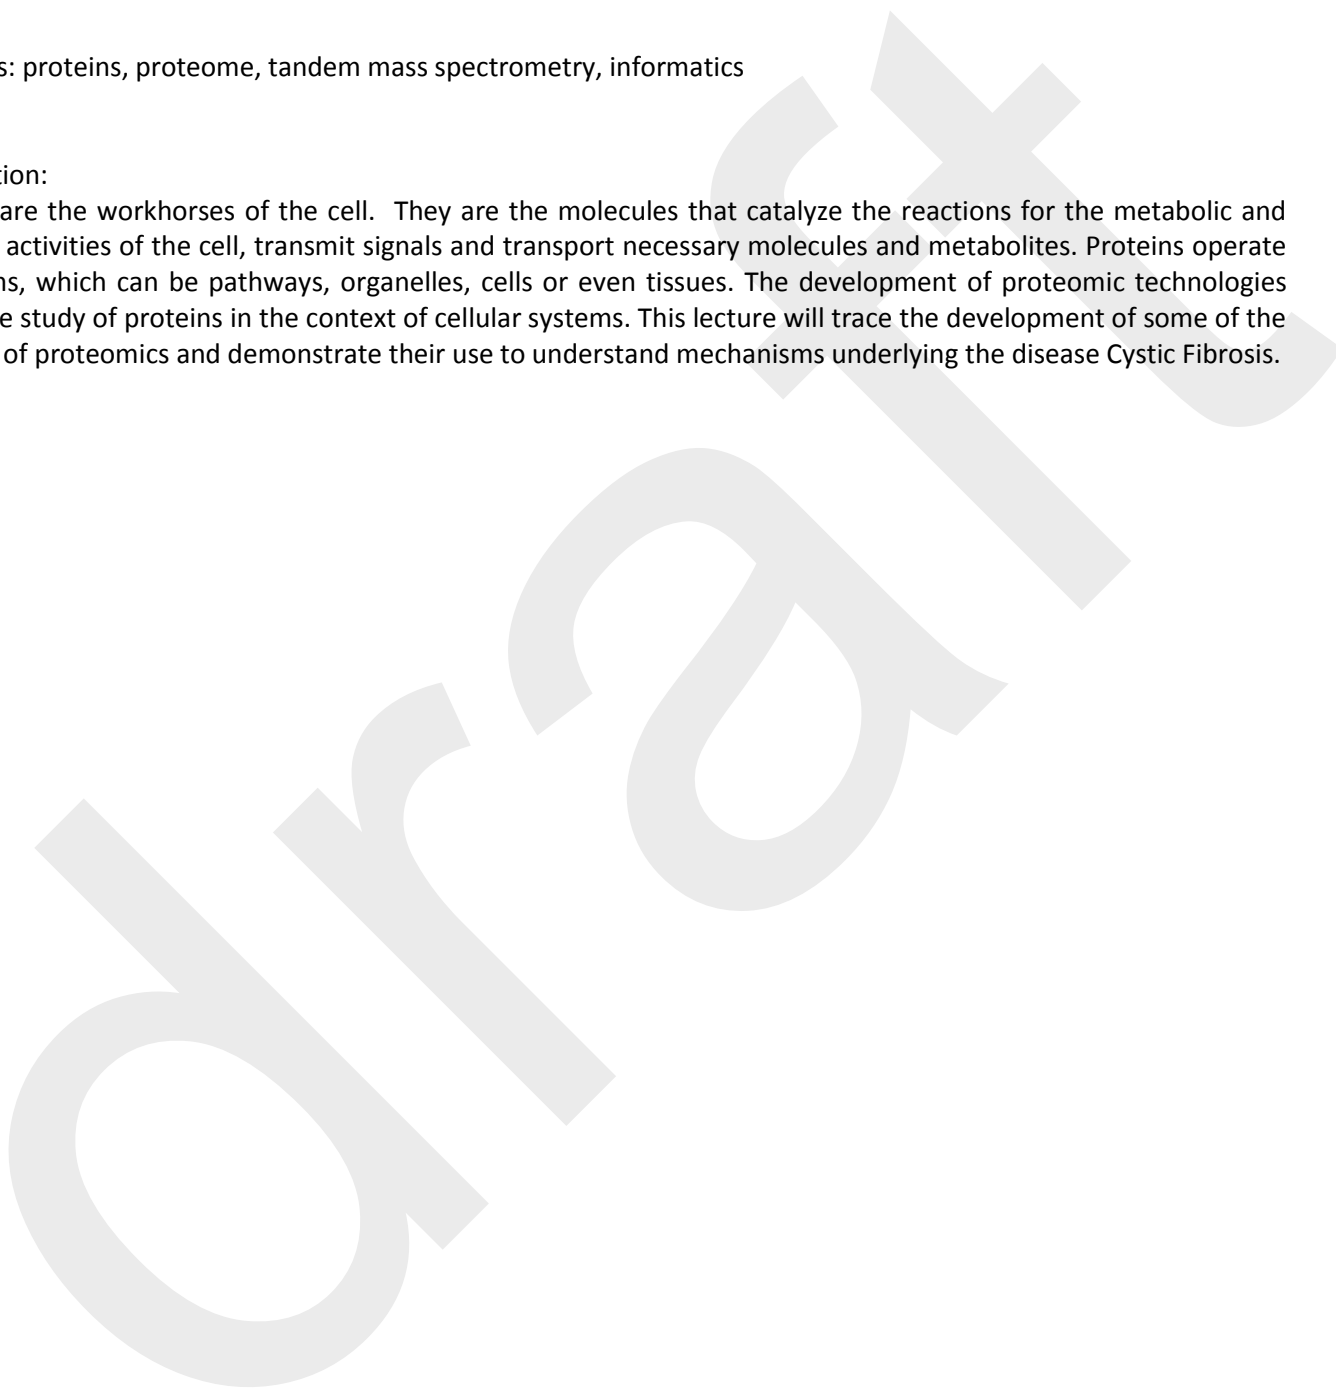 s: proteins, proteome, tandem mass spectrometry, informatics
tion:
are the workhorses of the cell.  They are the molecules that catalyze the reactions for the metabolic and
activities of the cell, transmit signals and transport necessary molecules and metabolites. Proteins operate
ns, which can be pathways, organelles, cells or even tissues. The development of proteomic technologies
e study of proteins in the context of cellular systems. This lecture will trace the development of some of the
of proteomics and demonstrate their use to understand mechanisms underlying the disease Cystic Fibrosis.
draft